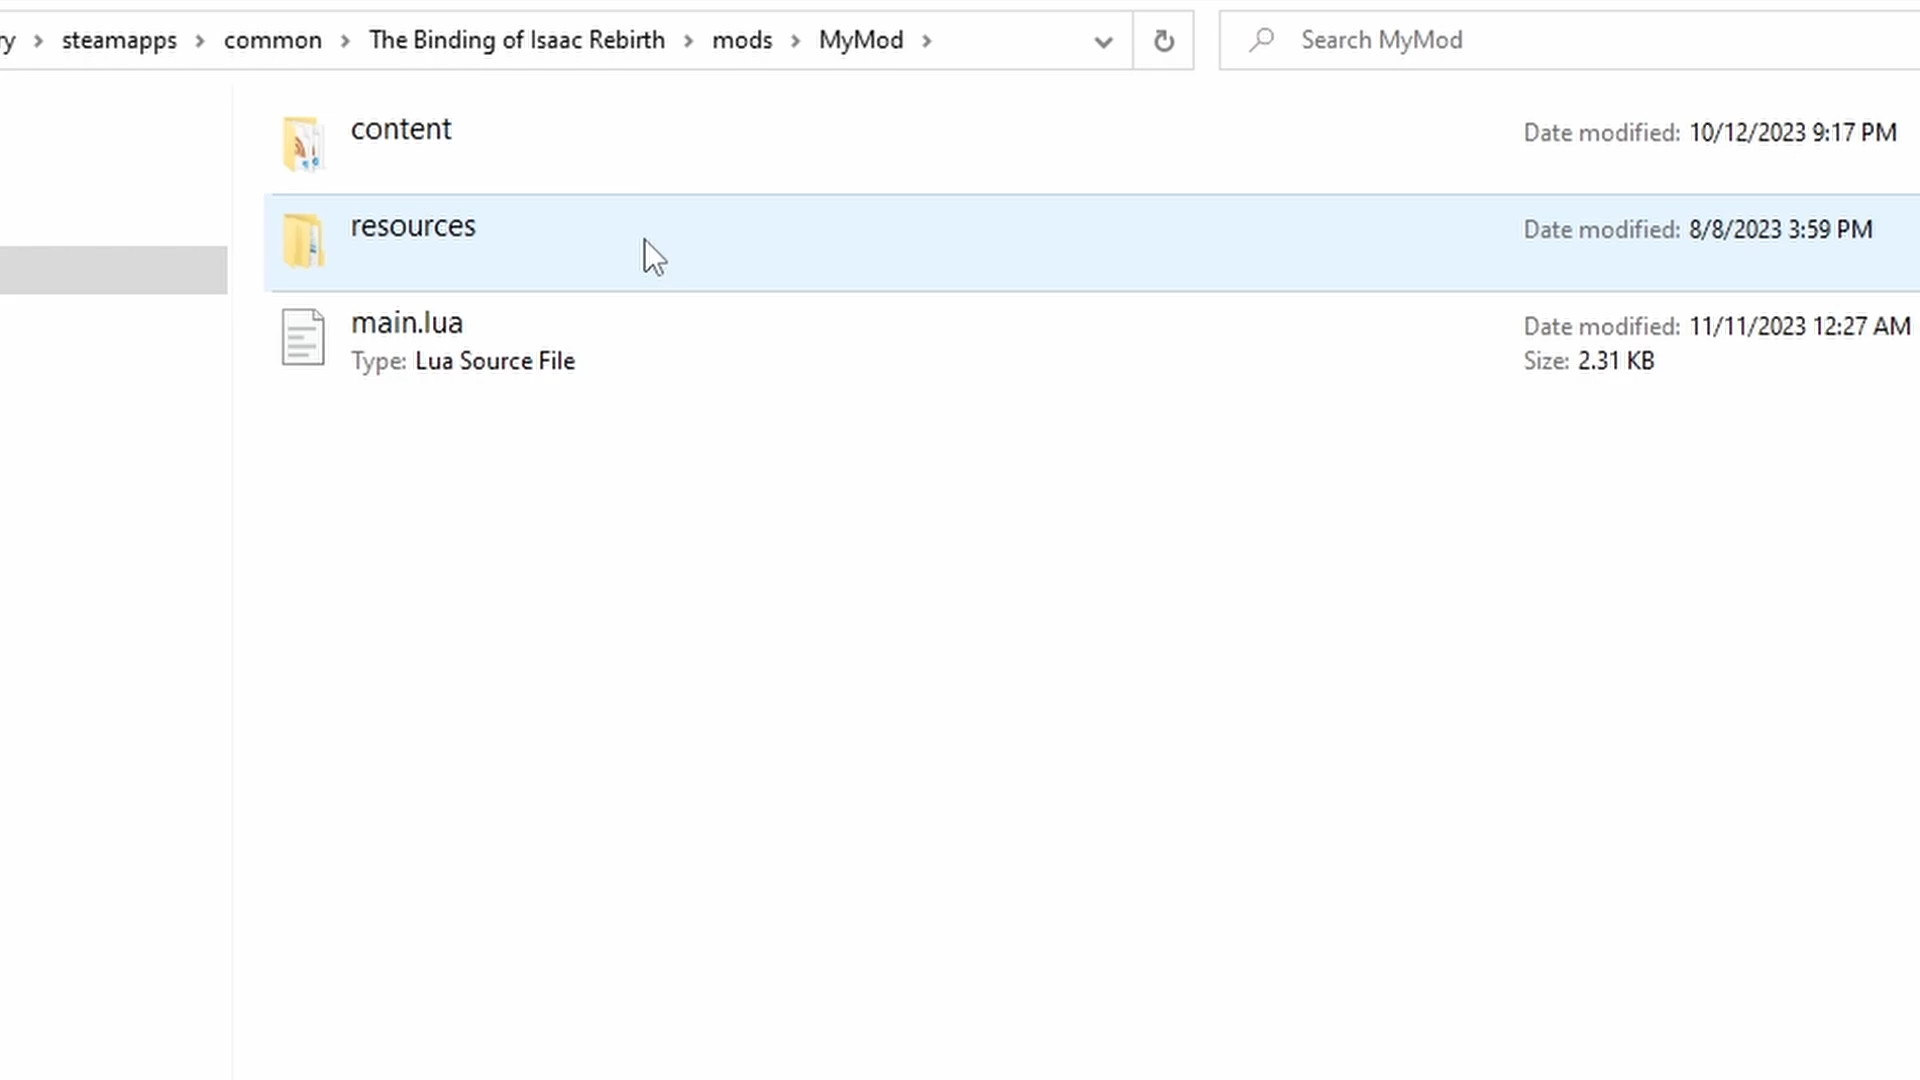 ry > steamapps > common > The Binding of Isaac Rebirth > mods > MyMod >
Search MyMod
content
Date modified: 10/12/2023 9:17 PM
resources
Date modified: 8/8/2023 3:59 PM
main.lua
Date modified: 11/11/2023 12:27 AM
Type: Lua Source File
Size: 2.31 KB